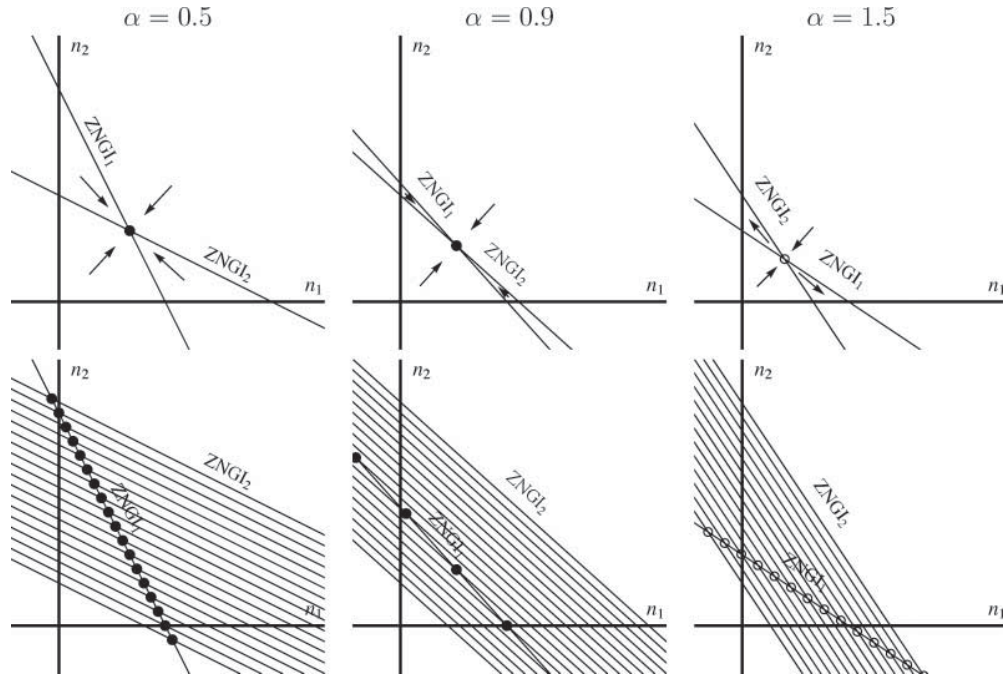 α = 0.5
α = 0.9
α = 1.5
n₂
ZNGI₁
ZNGI₂
n₁
n₂
ZNGI₁
ZNGI₂
n₁
n₂
ZNGI₂
ZNGI₁
n₁
n₂
ZNGI₂
ZNGI₁
n₁
n₂
ZNGI₂
ZNGI₁
n₁
n₂
ZNGI₂
ZNGI₁
n₁